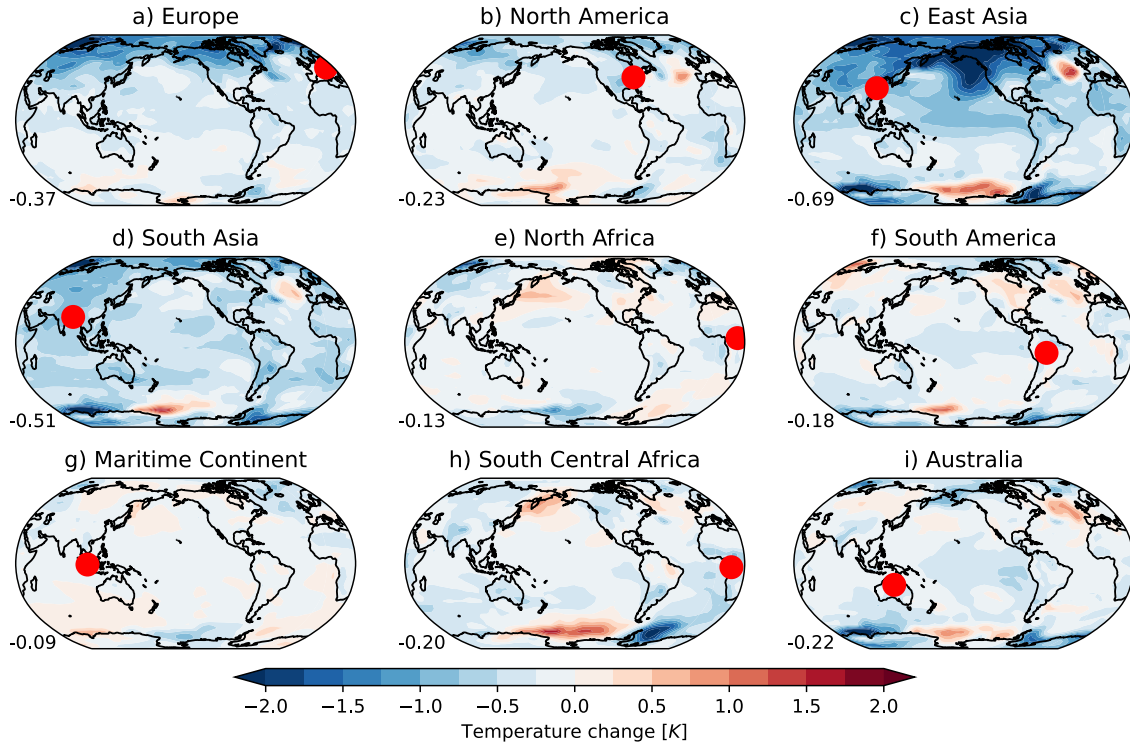 a) Europe
b) North America
c) East Asia
-0.37
-0.23
-0.69
d) South Asia
e) North Africa
f) South America
-0.51
-0.13
-0.18
g) Maritime Continent
h) South Central Africa
i) Australia
-0.09
-0.20
-0.22
−2.0 −1.5 −1.0 −0.5 0.0 0.5 1.0 1.5 2.0
Temperature change [K]